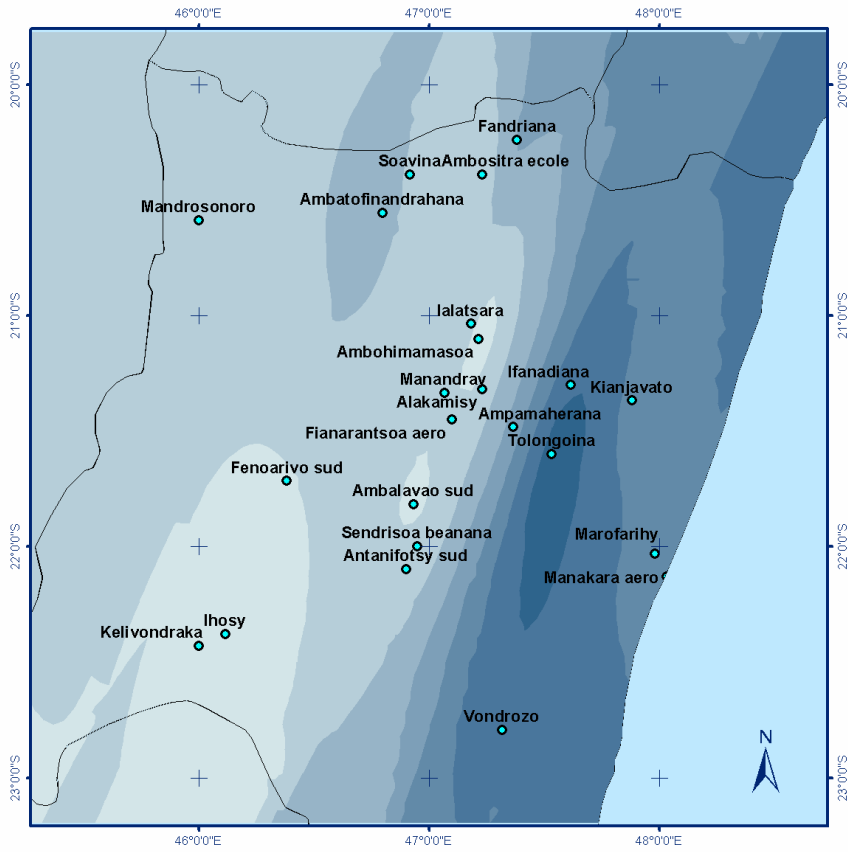 46°0'0"E 47°0'0"E 48°0'0"E
20°0'0"S 20°0'0"S
Fandriana
Soavina Ambositra ecole
Ambatofinandrahana
Mandrosonoro
Ialatsara
21°0'0"S 21°0'0"S
Ambohimamasoa
Ifanadiana
Manandray
Kianjavato
Alakamisy
Ampamaherana
Fianarantsoa aero
Tolongoina
Fenoarivo sud
Ambalavao sud
Sendrisoa beanana
Marofarihy
22°0'0"S 22°0'0"S
Antanifotsy sud
Manakara aero
Ihosy
Kelivondraka
Vondrozo
N
23°0'0"S 23°0'0"S
46°0'0"E 47°0'0"E 48°0'0"E